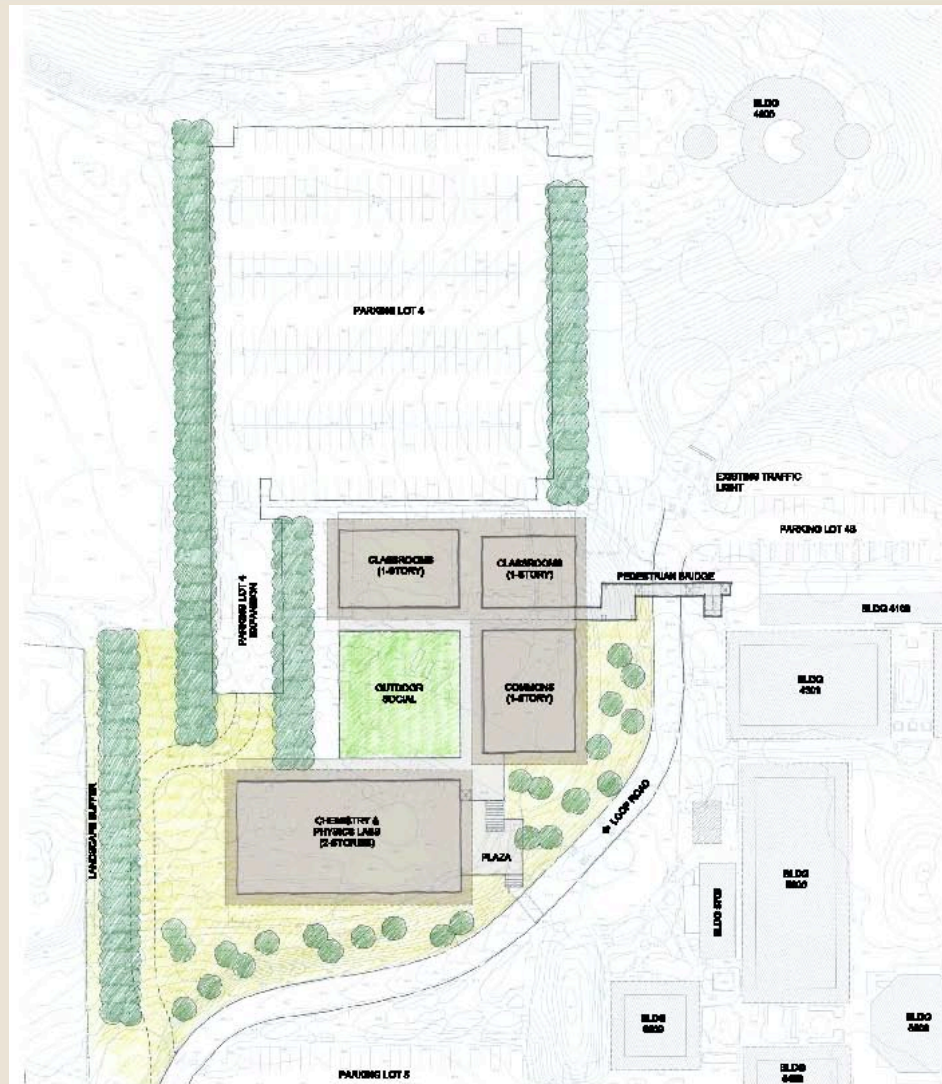 BLDG
PARKING LOT 4
EXISTING TRAFFIC
LIGHT
PARKING LOT 4B
CLASSROOMS
(1-STORY)
CLASSROOMS
(1-STORY)
PEDESTRIAN BRIDGE
PARKING LOT 4
EXPANSION
BLDG
OUTDOOR
SOCIAL
COMMONS
(1-STORY)
BLDG
LANDSCAPE BUFFER
LOOP ROAD
CHEMISTRY &
PHYSICS LABS
(2-STORIES)
PLAZA
BLDG
BLDG
BLDG
BLDG
BLDG
PARKING LOT 5